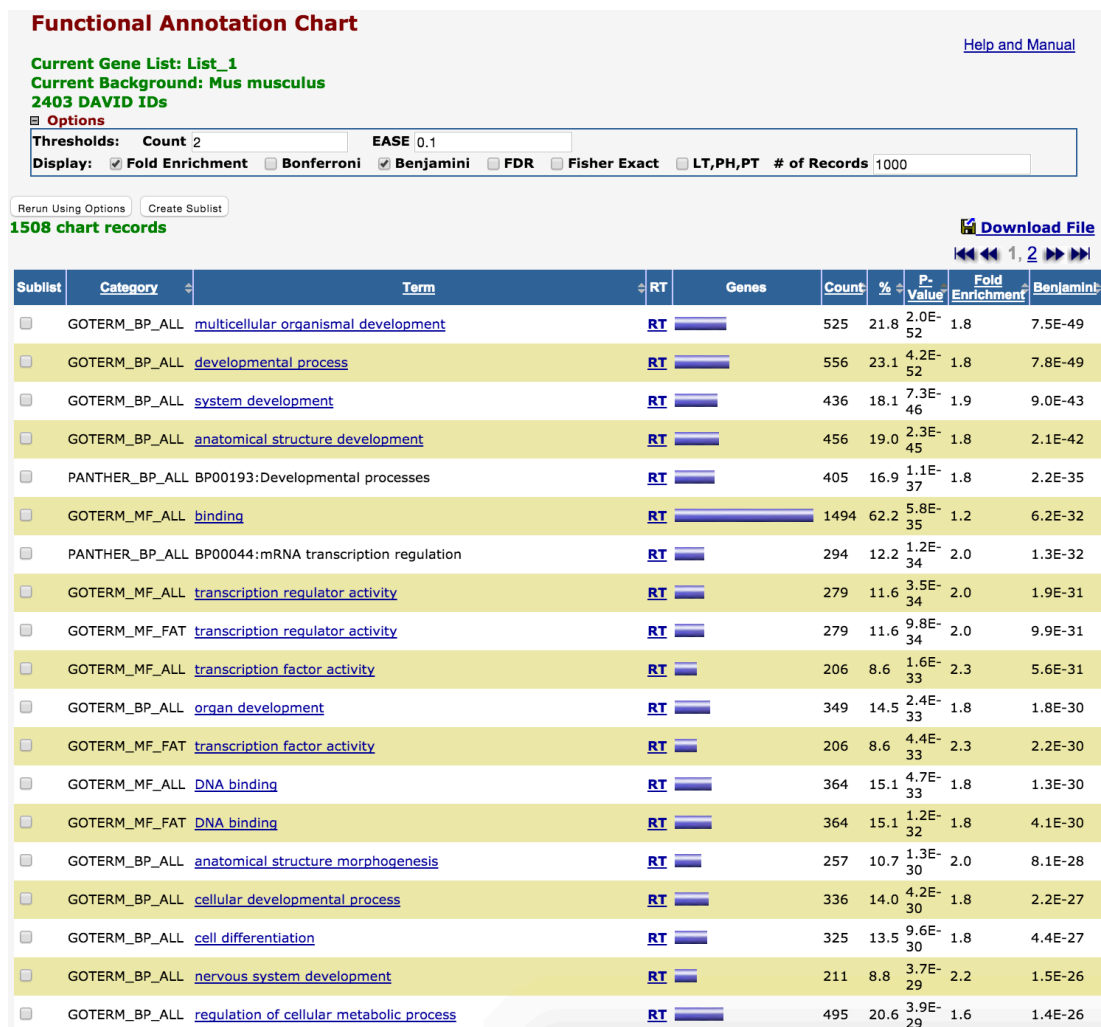 Functional Annotation Chart
Help and Manual
Current Gene List: List_1
Current Background: Mus musculus
2403 DAVID IDs
Options
Thresholds: Count 2 EASE 0.1
Display: Fold Enrichment Bonferroni Benjamini FDR Fisher Exact LT,PH,PT # of Records 1000
Rerun Using Options Create Sublist
1508 chart records Download File
1, 2
Sublist Category Term RT Genes Count % P-Value Fold Enrichment Benjamini
GOTERM_BP_ALL multicellular organismal development RT 525 21.8 2.0E-52 1.8 7.5E-49
GOTERM_BP_ALL developmental process RT 556 23.1 4.2E-52 1.8 7.8E-49
GOTERM_BP_ALL system development RT 436 18.1 7.3E-46 1.9 9.0E-43
GOTERM_BP_ALL anatomical structure development RT 456 19.0 2.3E-45 1.8 2.1E-42
PANTHER_BP_ALL BP00193:Developmental processes RT 405 16.9 1.1E-37 1.8 2.2E-35
GOTERM_MF_ALL binding RT 1494 62.2 5.8E-35 1.2 6.2E-32
PANTHER_BP_ALL BP00044:mRNA transcription regulation RT 294 12.2 1.2E-34 2.0 1.3E-32
GOTERM_MF_ALL transcription regulator activity RT 279 11.6 3.5E-34 2.0 1.9E-31
GOTERM_MF_FAT transcription regulator activity RT 279 11.6 9.8E-34 2.0 9.9E-31
GOTERM_MF_ALL transcription factor activity RT 206 8.6 1.6E-33 2.3 5.6E-31
GOTERM_BP_ALL organ development RT 349 14.5 2.4E-33 1.8 1.8E-30
GOTERM_MF_FAT transcription factor activity RT 206 8.6 4.4E-33 2.3 2.2E-30
GOTERM_MF_ALL DNA binding RT 364 15.1 4.7E-33 1.8 1.3E-30
GOTERM_MF_FAT DNA binding RT 364 15.1 1.2E-32 1.8 4.1E-30
GOTERM_BP_ALL anatomical structure morphogenesis RT 257 10.7 1.3E-30 2.0 8.1E-28
GOTERM_BP_ALL cellular developmental process RT 336 14.0 4.2E-30 1.8 2.2E-27
GOTERM_BP_ALL cell differentiation RT 325 13.5 9.6E-30 1.8 4.4E-27
GOTERM_BP_ALL nervous system development RT 211 8.8 3.7E-29 2.2 1.5E-26
GOTERM_BP_ALL regulation of cellular metabolic process RT 495 20.6 3.9E-29 1.6 1.4E-26